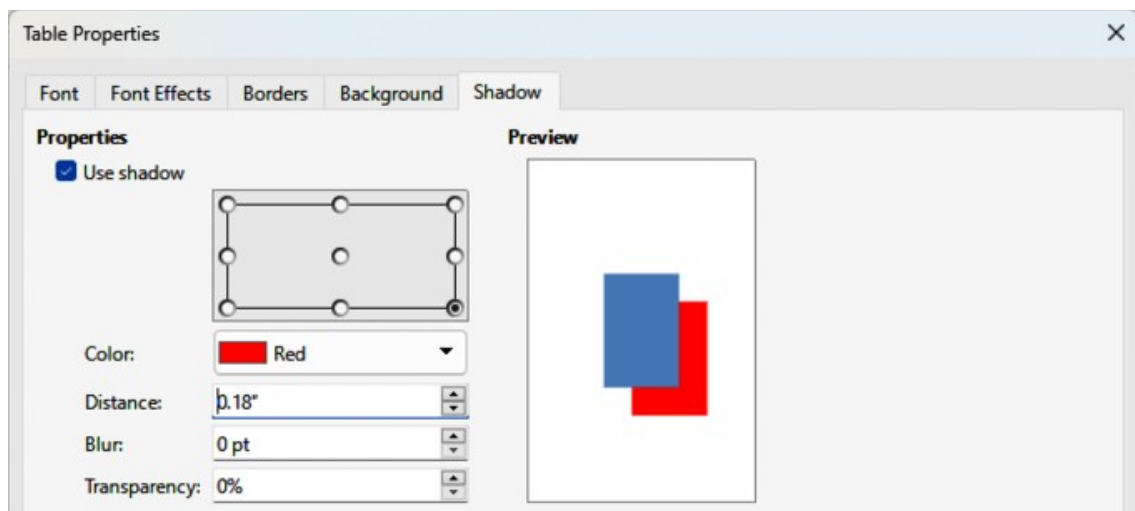 Table Properties
Font Font Effects Borders Background Shadow
Properties
Use shadow
Color: Red
Distance: 0.18"
Blur: 0 pt
Transparency: 0%
Preview